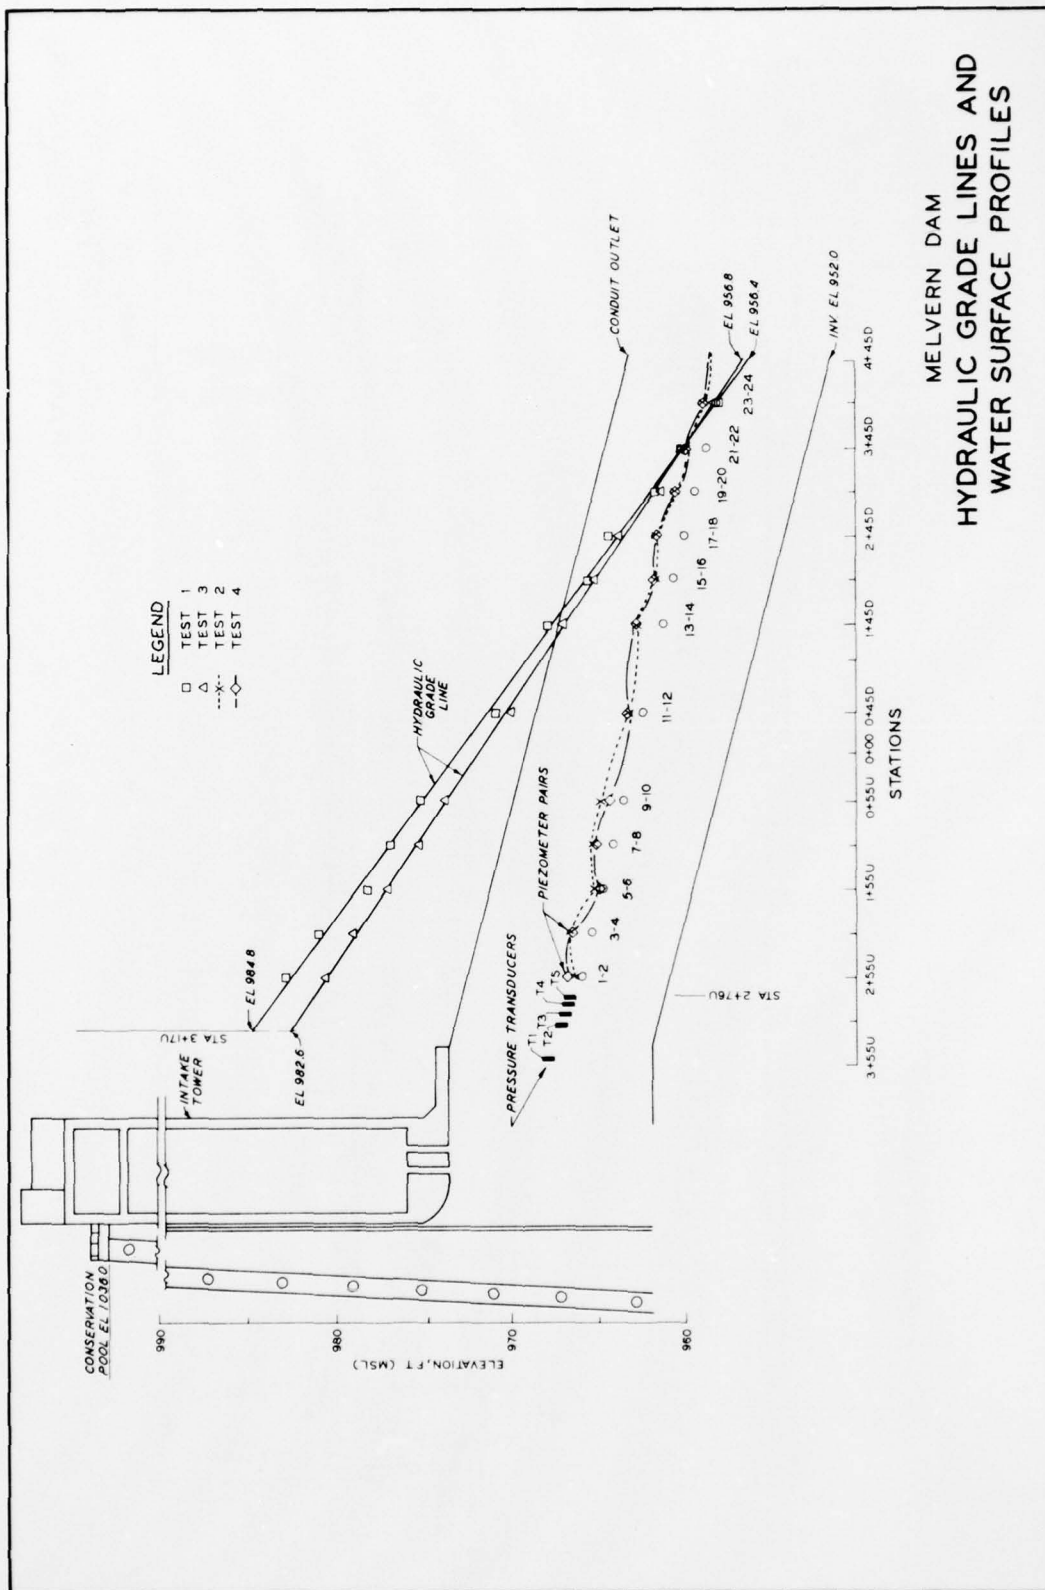 CONSERVATION
POOL EL 1036.0
INTAKE
TOWER
STA 3+17U
EL 984.8
EL 982.6
LEGEND
□ TEST 1
△ TEST 3
--x-- TEST 2
–◇– TEST 4
HYDRAULIC
GRADE
LINE
CONDUIT OUTLET
PRESSURE TRANSDUCERS
T1
T2
T3
T4
T5
PIEZOMETER PAIRS
1-2
3-4
5-6
7-8
9-10
11-12
13-14
15-16
17-18
19-20
21-22
23-24
EL 956.8
EL 956.4
INV EL 952.0
STA 2+76U
990
980
970
960
ELEVATION, FT (MSL)
3+55U
2+55U
1+55U
0+55U
0+00
0+45D
1+45D
2+45D
3+45D
4+45D
STATIONS
MELVERN DAM
HYDRAULIC GRADE LINES AND
WATER SURFACE PROFILES